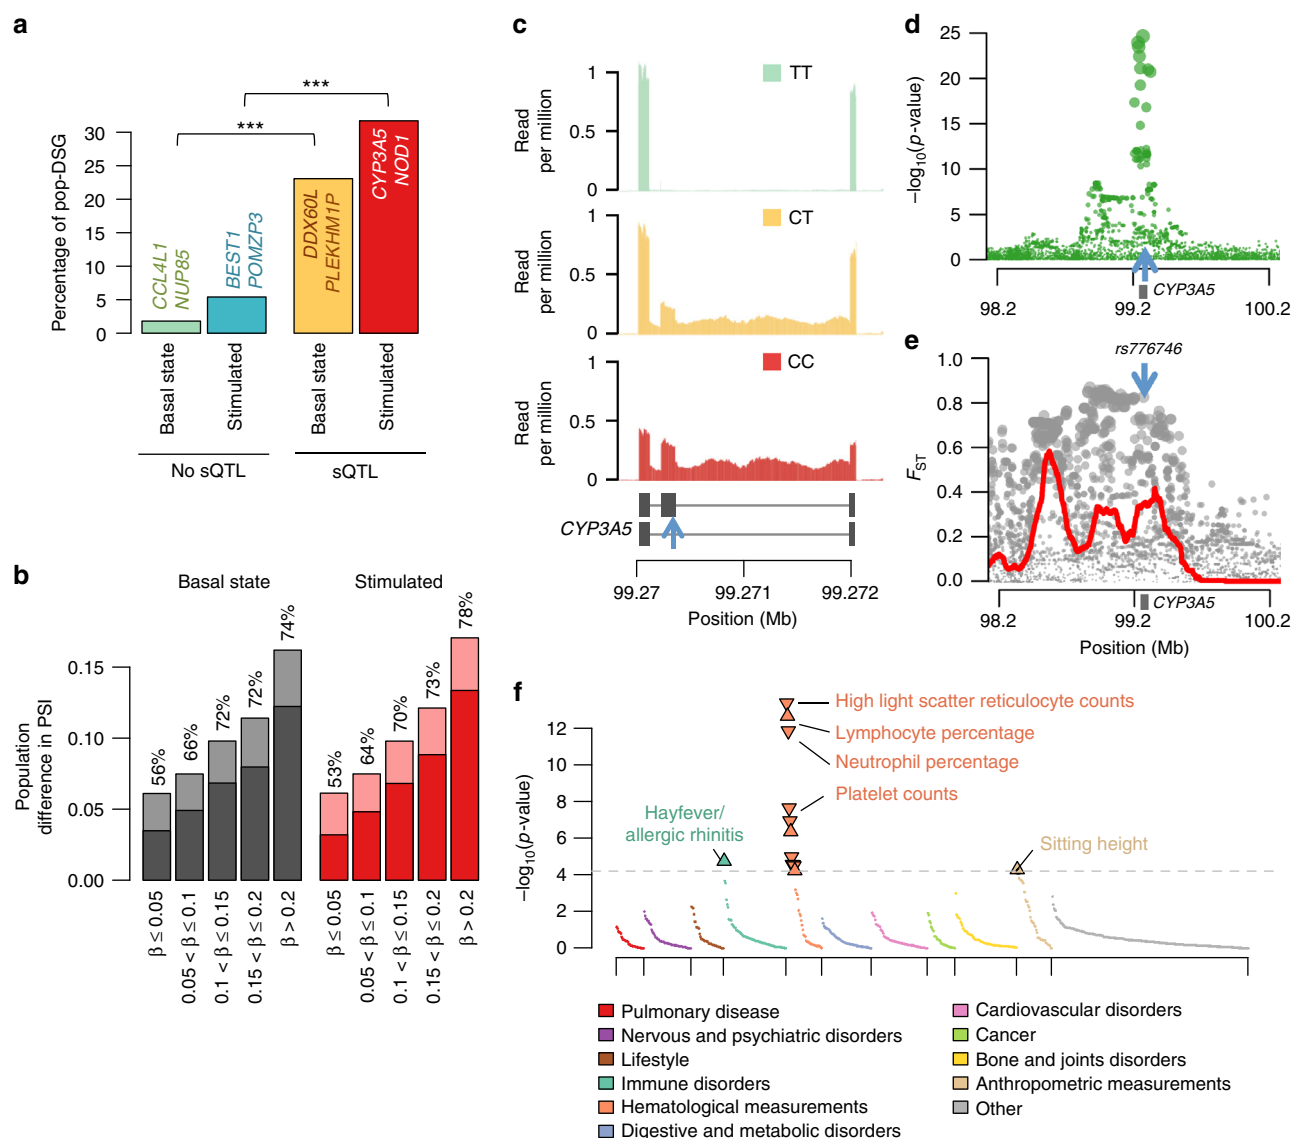 a
Percentage of pop-DSG
30
25
20
15
10
5
0
***
***
CCL4L1
NUP85
BEST1
POMZP3
DDX60L
PLEKHM1P
CYP3A5
NOD1
Basal state
Stimulated
Basal state
Stimulated
No sQTL
sQTL
b
Basal state
Stimulated
Population
difference in PSI
0.15
0.10
0.05
0.00
56%
66%
72%
72%
74%
53%
64%
70%
73%
78%
β ≤ 0.05
0.05 < β ≤ 0.1
0.1 < β ≤ 0.15
0.15 < β ≤ 0.2
β > 0.2
β ≤ 0.05
0.05 < β ≤ 0.1
0.1 < β ≤ 0.15
0.15 < β ≤ 0.2
β > 0.2
c
Read
per million
1
0.5
0
TT
Read
per million
1
0.5
0
CT
Read
per million
1
0.5
0
CC
CYP3A5
99.27
99.271
99.272
Position (Mb)
d
–log10(p-value)
25
20
15
10
5
0
CYP3A5
98.2
99.2
100.2
e
rs776746
FST
1.0
0.8
0.6
0.4
0.2
0.0
CYP3A5
98.2
99.2
100.2
Position (Mb)
f
–log10(p-value)
12
10
8
6
4
2
0
High light scatter reticulocyte counts
Lymphocyte percentage
Neutrophil percentage
Platelet counts
Hayfever/
allergic rhinitis
Sitting height
Pulmonary disease
Nervous and psychiatric disorders
Lifestyle
Immune disorders
Hematological measurements
Digestive and metabolic disorders
Cardiovascular disorders
Cancer
Bone and joints disorders
Anthropometric measurements
Other